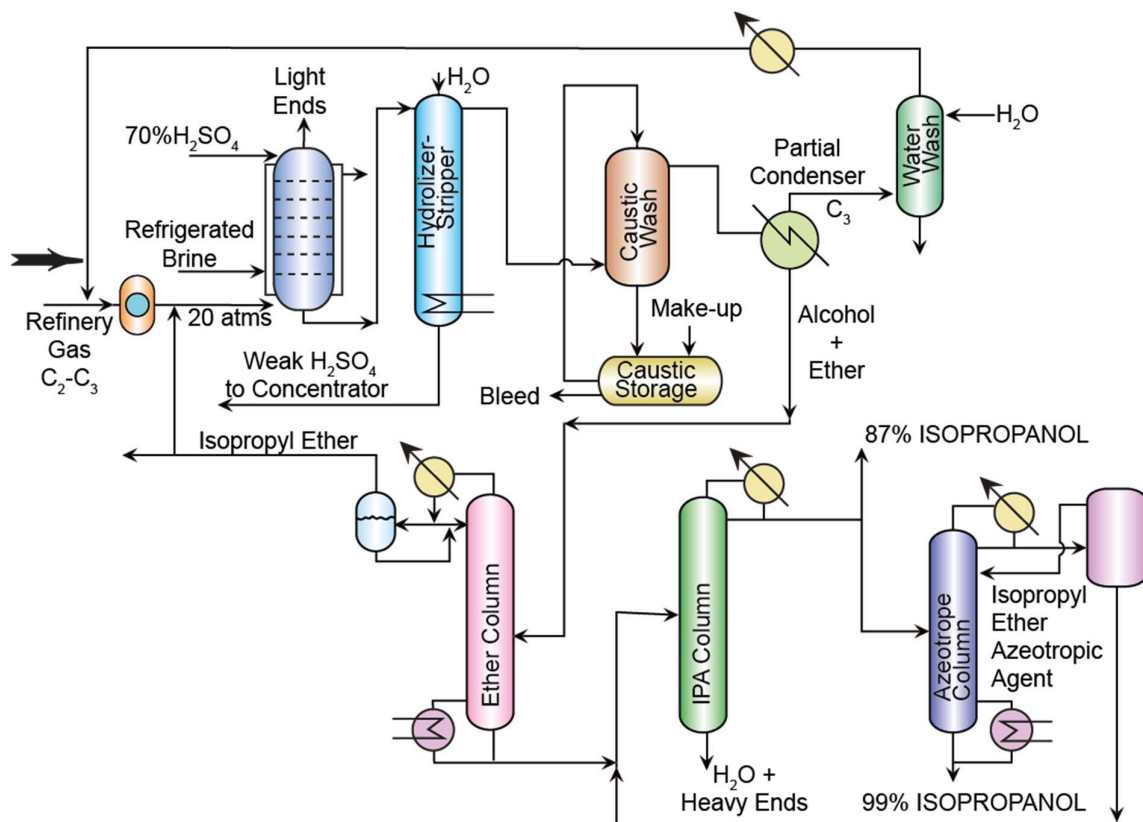 H₂O
Light
Ends
70%H₂SO₄
Hydrolizer-
Stripper
Caustic
Wash
Partial
Condenser
C₃
Water
Wash
H₂O
Refrigerated
Brine
20 atms
Refinery
Gas
C₂-C₃
Make-up
Alcohol
+
Ether
Weak H₂SO₄
to Concentrator
Caustic
Storage
Bleed
Isopropyl Ether
87% ISOPROPANOL
Ether Column
IPA Column
Azeotrope
Column
Isopropyl
Ether
Azeotropic
Agent
H₂O +
Heavy Ends
99% ISOPROPANOL